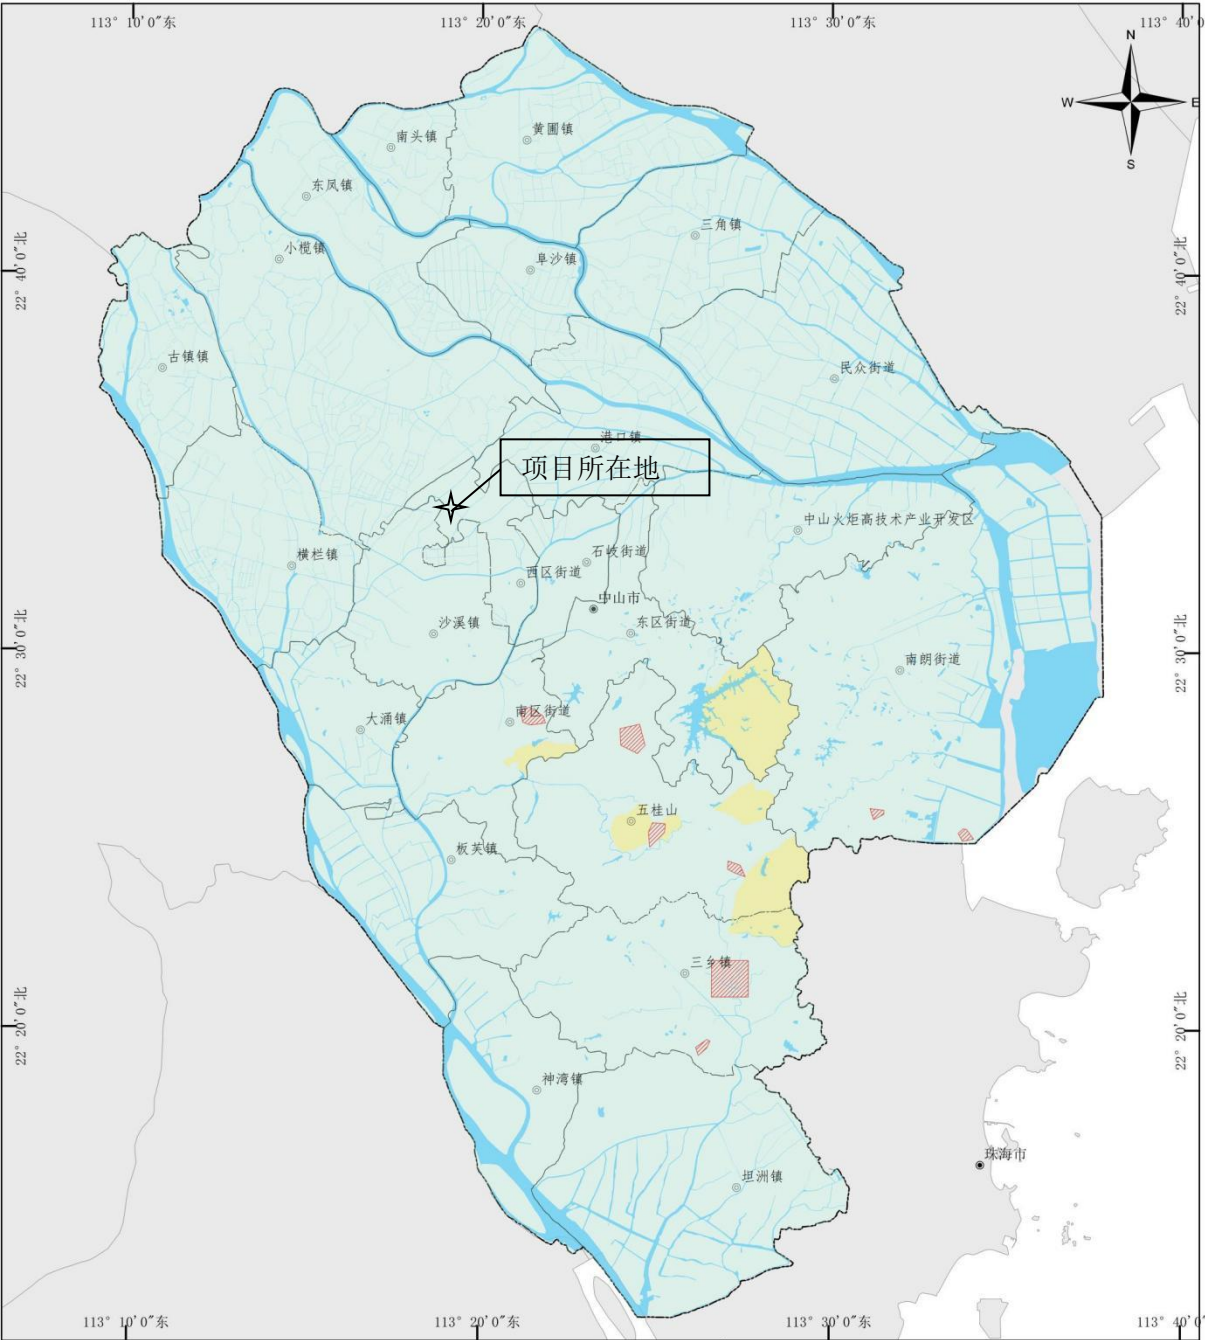 113° 10'0"东
113° 20'0"东
113° 30'0"东
113° 40'0
N
W
E
S
南头镇
黄圃镇
东凤镇
三角镇
小榄镇
阜沙镇
22° 40'0"北
22° 40'0"北
古镇镇
民众街道
港口镇
项目所在地
中山火炬高技术产业开发区
横栏镇
石岐街道
西区街道
中山市
沙溪镇
东区街道
22° 30'0"北
22° 30'0"北
南朗街道
大涌镇
南区街道
五桂山
板芙镇
三乡镇
22° 20'0"北
22° 20'0"北
神湾镇
珠海市
坦洲镇
113° 10'0"东
113° 20'0"东
113° 30'0"东
113° 40'0